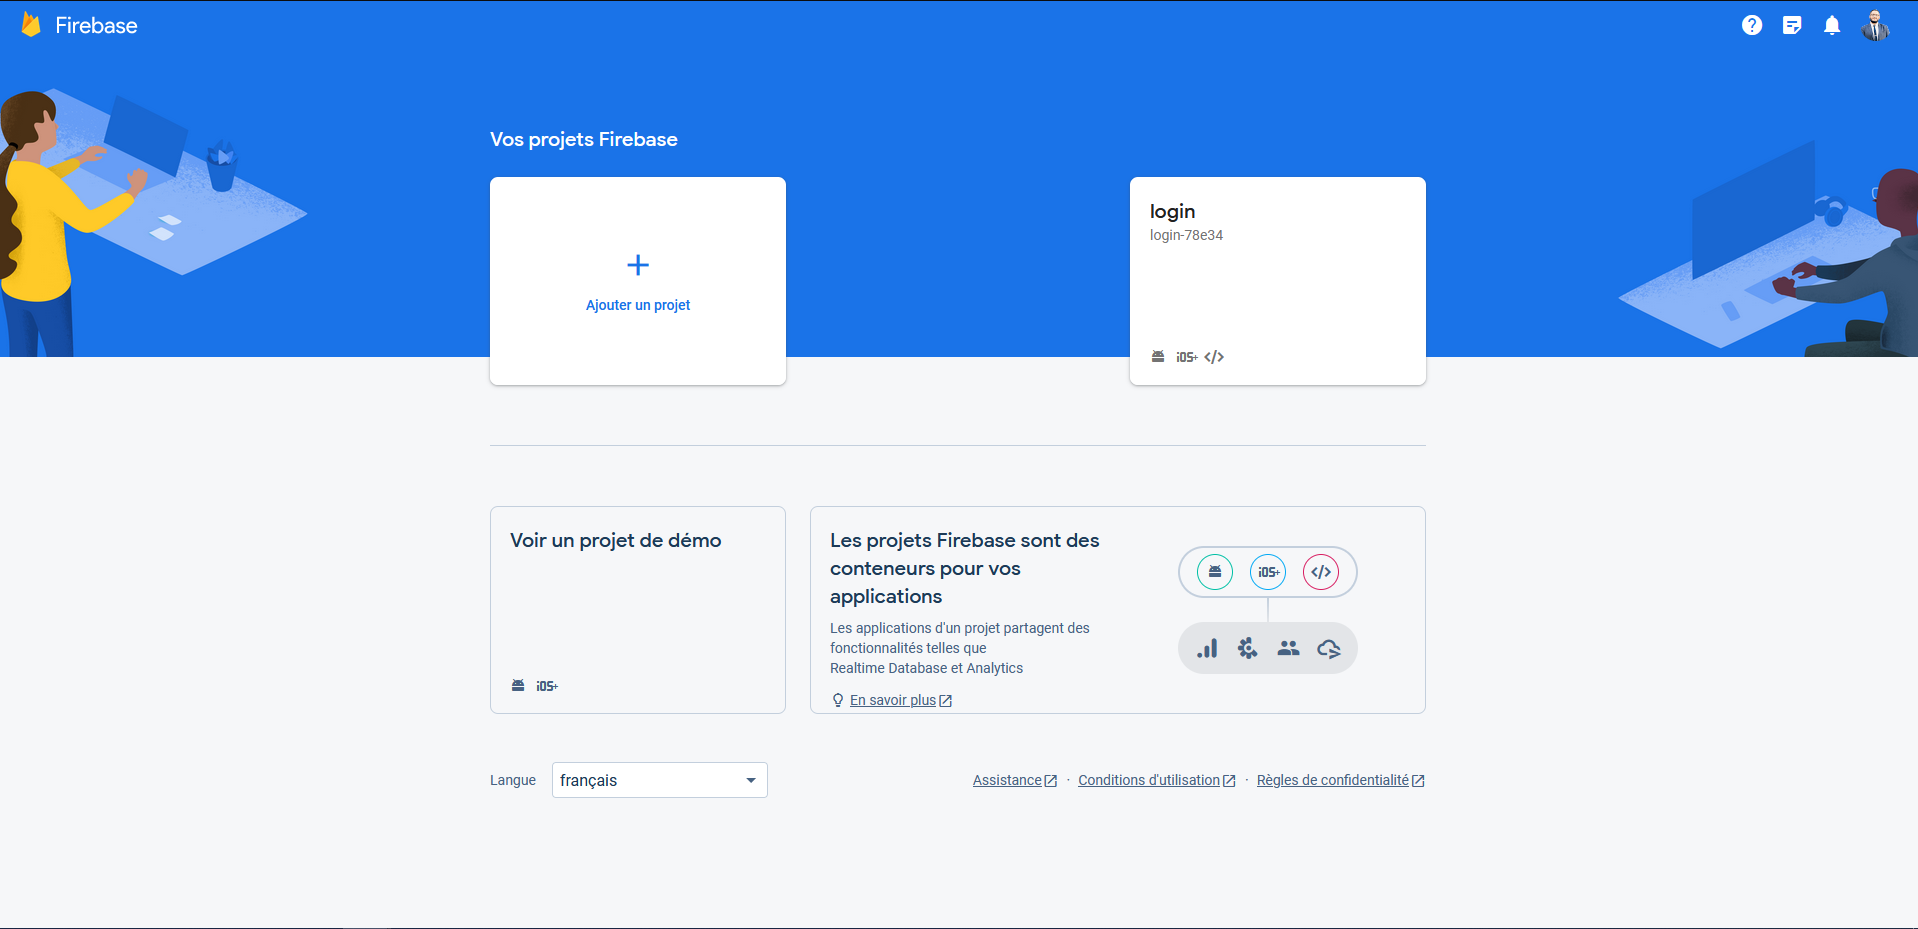 Firebase
Vos projets Firebase
Ajouter un projet
login
login-78e34
iOS+
Voir un projet de démo
iOS+
Les projets Firebase sont des
conteneurs pour vos
applications
Les applications d'un projet partagent des
fonctionnalités telles que
Realtime Database et Analytics
En savoir plus
iOS+
Langue
français
Assistance · Conditions d'utilisation · Règles de confidentialité